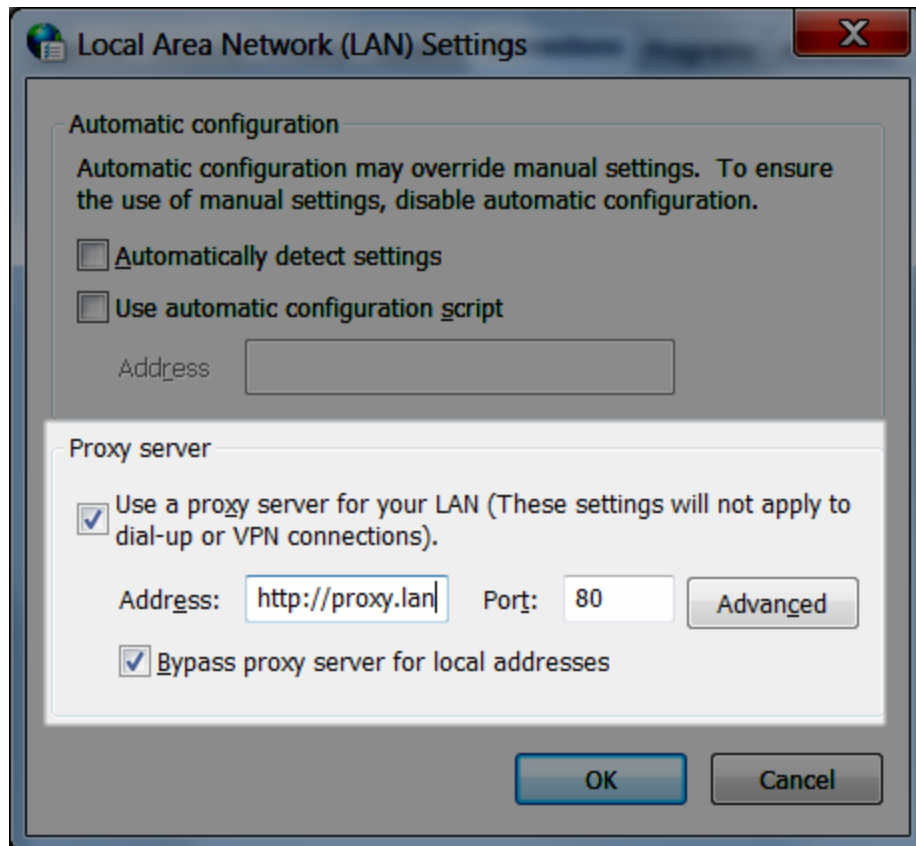 Local Area Network (LAN) Settings
X
Automatic configuration
Automatic configuration may override manual settings. To ensure
the use of manual settings, disable automatic configuration.
Automatically detect settings
Use automatic configuration script
Address
Proxy server
Use a proxy server for your LAN (These settings will not apply to
dial-up or VPN connections).
Address: http://proxy.lan Port: 80 Advanced
Bypass proxy server for local addresses
OK Cancel